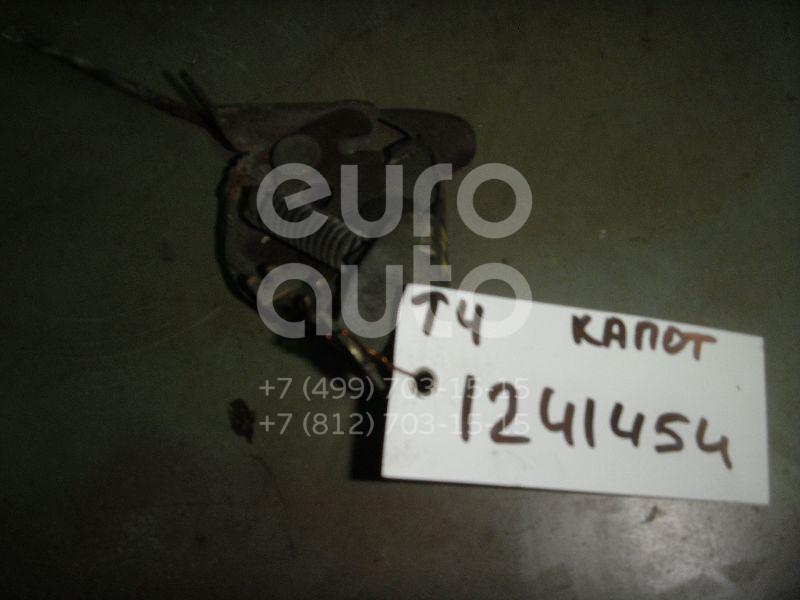 euro
auto
T4 КАПОТ
+7 (499) 703-15-15
1241454
+7 (812) 703-15-15